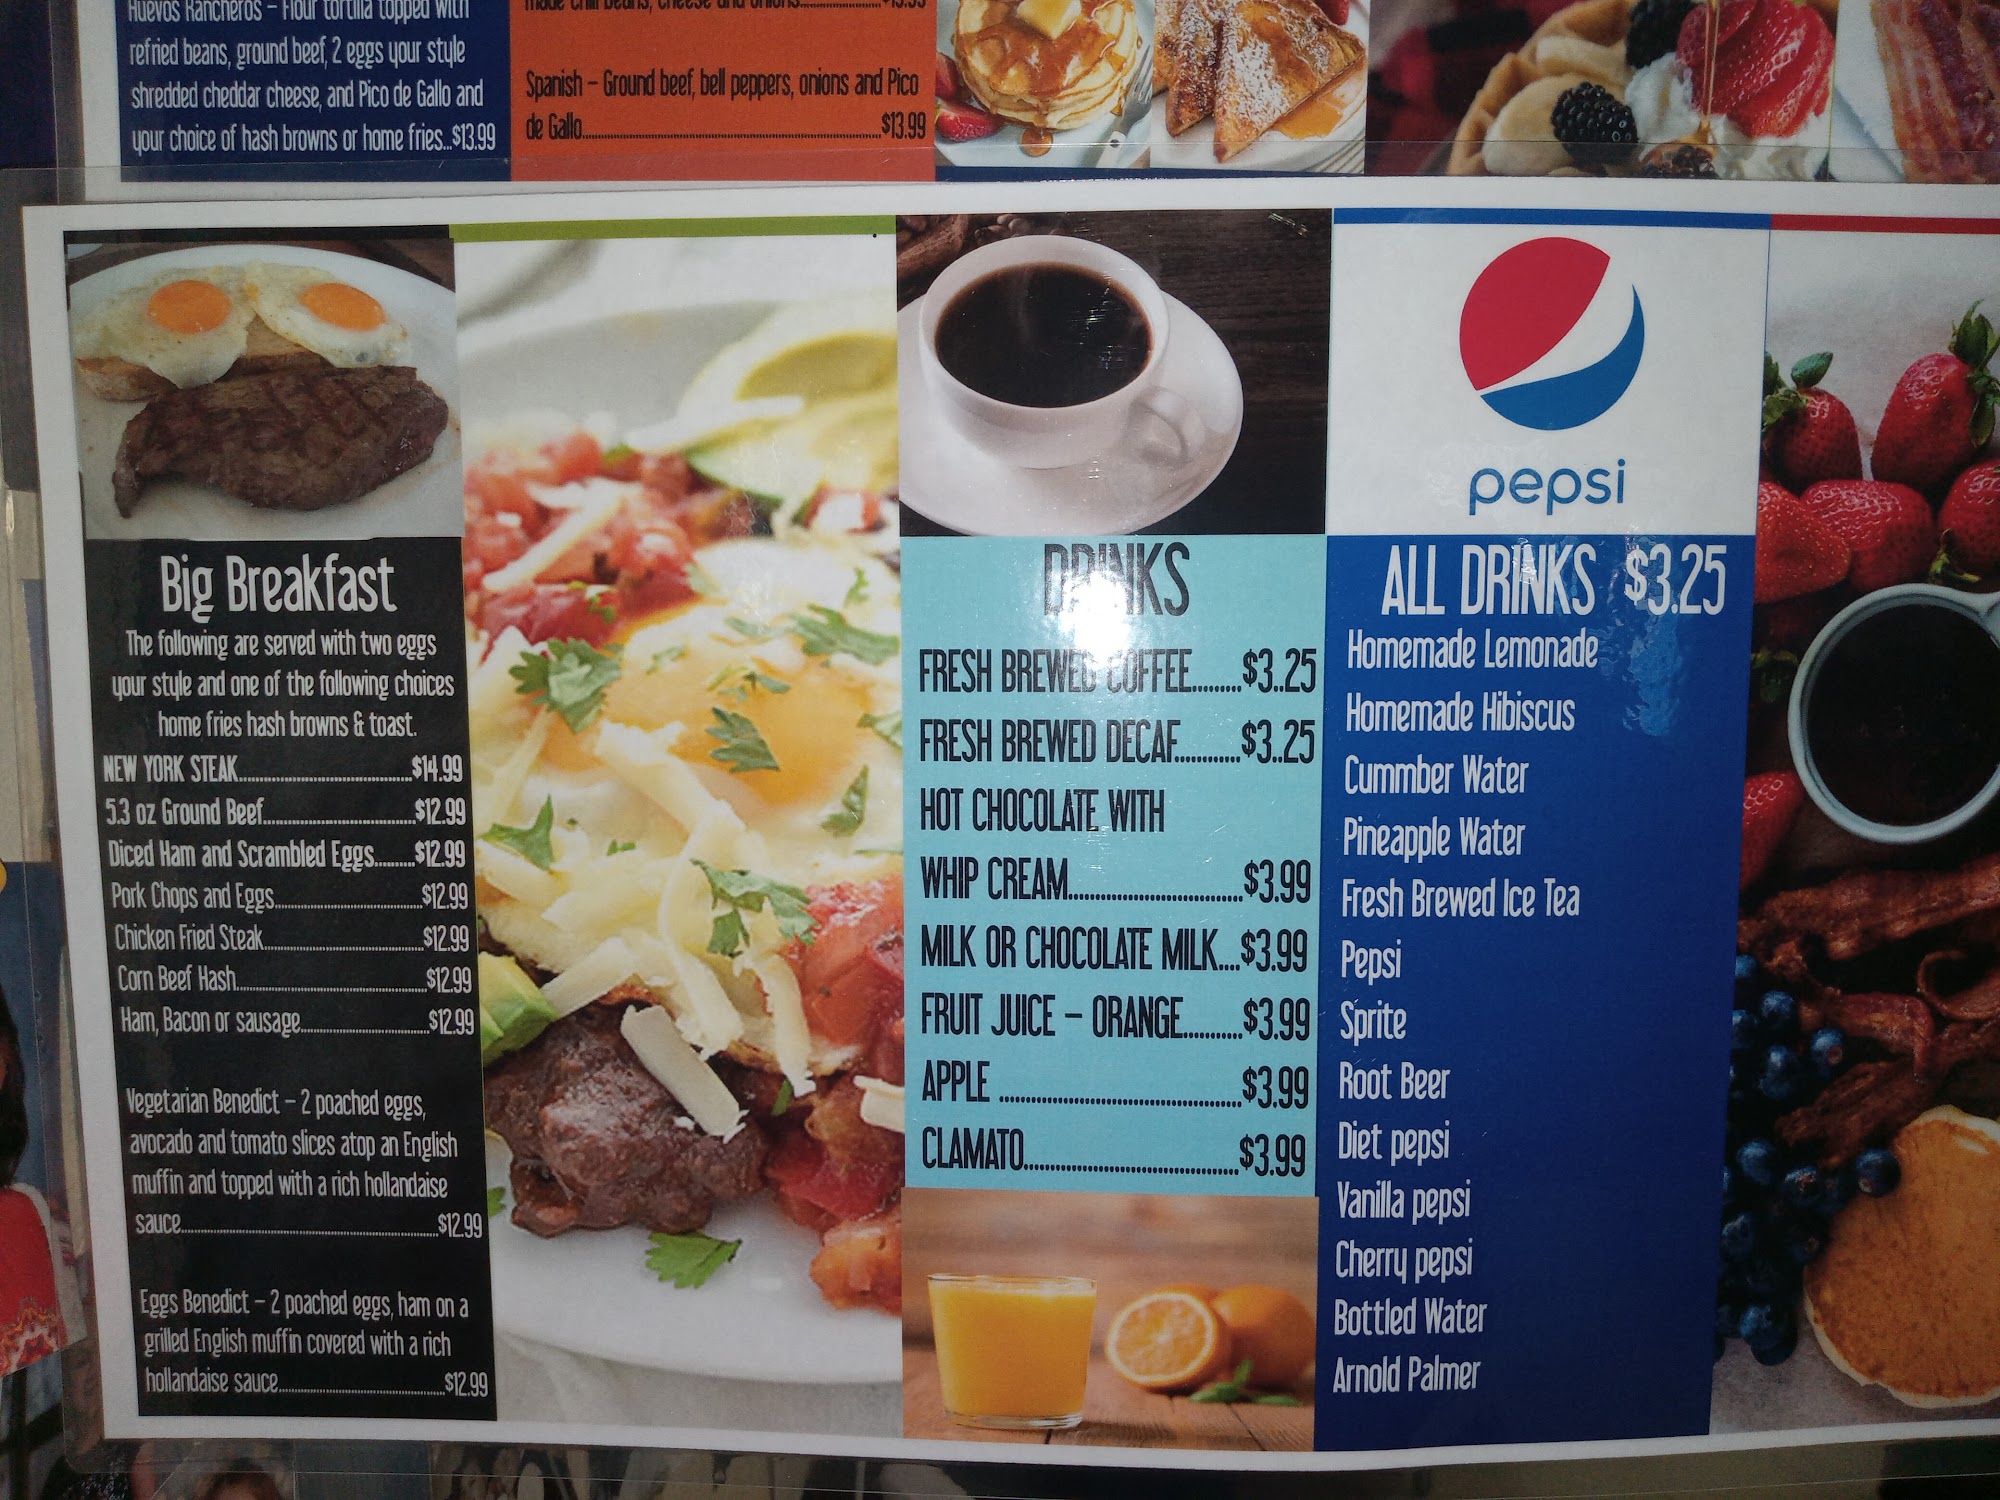 Huevos Rancheros – Flour tortilla topped with
refried beans, ground beef, 2 eggs your style
shredded cheddar cheese, and Pico de Gallo and
your choice of hash browns or home fries...$13.99
made chili beans, cheese and onions....................$13.99
Spanish – Ground beef, bell peppers, onions and Pico
de Gallo..............................................................$13.99
Big Breakfast
The following are served with two eggs
your style and one of the following choices
home fries hash browns & toast.
NEW YORK STEAK....................................$14.99
5.3 oz Ground Beef................................$12.99
Diced Ham and Scrambled Eggs.........$12.99
Pork Chops and Eggs..............................$12.99
Chicken Fried Steak................................$12.99
Corn Beef Hash......................................$12.99
Ham, Bacon or sausage.........................$12.99
Vegetarian Benedict – 2 poached eggs,
avocado and tomato slices atop an English
muffin and topped with a rich hollandaise
sauce....................................................$12.99
Eggs Benedict – 2 poached eggs, ham on a
grilled English muffin covered with a rich
hollandaise sauce..................................$12.99
DRINKS
FRESH BREWED COFFEE.........$3..25
FRESH BREWED DECAF............$3..25
HOT CHOCOLATE WITH
WHIP CREAM................................$3.99
MILK OR CHOCOLATE MILK....$3.99
FRUIT JUICE – ORANGE...........$3.99
APPLE ............................................$3.99
CLAMATO.......................................$3.99
pepsi
ALL DRINKS $3.25
Homemade Lemonade
Homemade Hibiscus
Cummber Water
Pineapple Water
Fresh Brewed Ice Tea
Pepsi
Sprite
Root Beer
Diet pepsi
Vanilla pepsi
Cherry pepsi
Bottled Water
Arnold Palmer